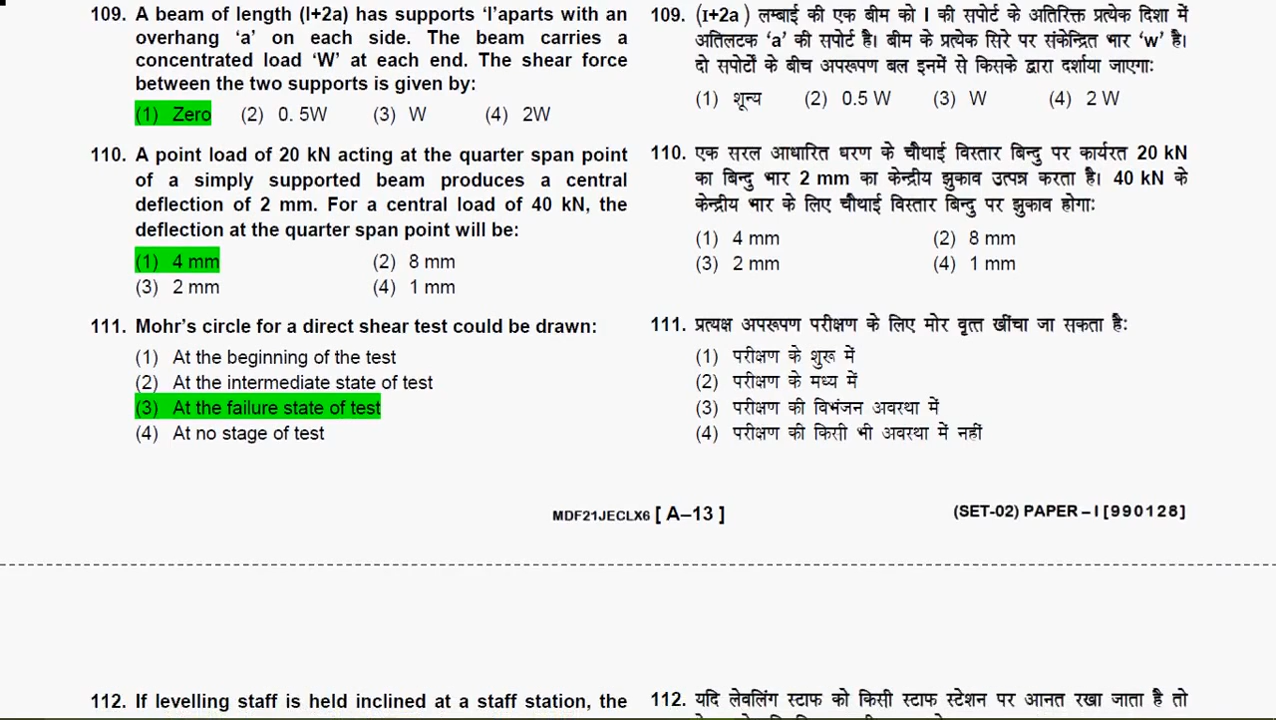 109. A beam of length (l+2a) has supports ‘l’aparts with an
overhang ‘a’ on each side. The beam carries a
concentrated load ‘W’ at each end. The shear force
between the two supports is given by:
(1) Zero (2) 0. 5W (3) W (4) 2W
110. A point load of 20 kN acting at the quarter span point
of a simply supported beam produces a central
deflection of 2 mm. For a central load of 40 kN, the
deflection at the quarter span point will be:
(1) 4 mm (2) 8 mm
(3) 2 mm (4) 1 mm
111. Mohr’s circle for a direct shear test could be drawn:
(1) At the beginning of the test
(2) At the intermediate state of test
(3) At the failure state of test
(4) At no stage of test
109. (I+2a ) लम्बाई की एक बीम को I की सपोर्ट के अतिरिक्त प्रत्येक दिशा में
अतिलटक ‘a’ की सपोर्ट है। बीम के प्रत्येक सिरे पर संकेन्द्रित भार ‘w’ है।
दो सपोर्टों के बीच अपरूपण बल इनमें से किसके द्वारा दर्शाया जाएगाः
(1) शून्य (2) 0.5 W (3) W (4) 2 W
110. एक सरल आधारित धरण के चौथाई विस्तार बिन्दु पर कार्यरत 20 kN
का बिन्दु भार 2 mm का केन्द्रीय झुकाव उत्पन्न करता है। 40 kN के
केन्द्रीय भार के लिए चौथाई विस्तार बिन्दु पर झुकाव होगाः
(1) 4 mm (2) 8 mm
(3) 2 mm (4) 1 mm
111. प्रत्यक्ष अपरूपण परीक्षण के लिए मोर वृत्त खींचा जा सकता हैः
(1) परीक्षण के शुरू में
(2) परीक्षण के मध्य में
(3) परीक्षण की विभंजन अवस्था में
(4) परीक्षण की किसी भी अवस्था में नहीं
MDF21JECLX6 [ A–13 ] (SET-02) PAPER – I [990128]
112. If levelling staff is held inclined at a staff station, the
112. यदि लेवलिंग स्टाफ को किसी स्टाफ स्टेशन पर आनत रखा जाता है तो